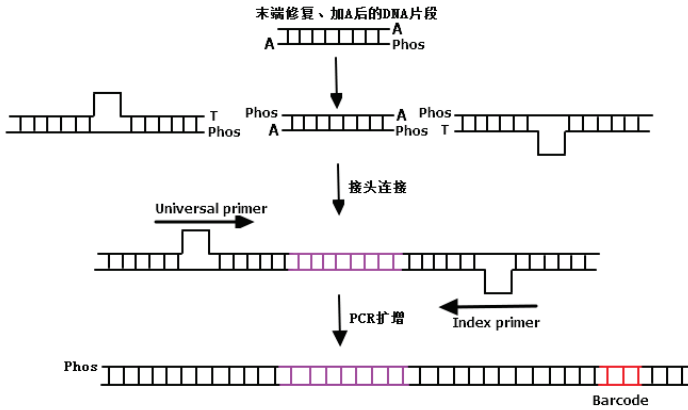 末端修复、加A后的DNA片段
A
A
Phos
T
Phos
Phos
A
A
Phos
Phos
T
接头连接
Universal primer
Index primer
PCR扩增
Phos
Barcode